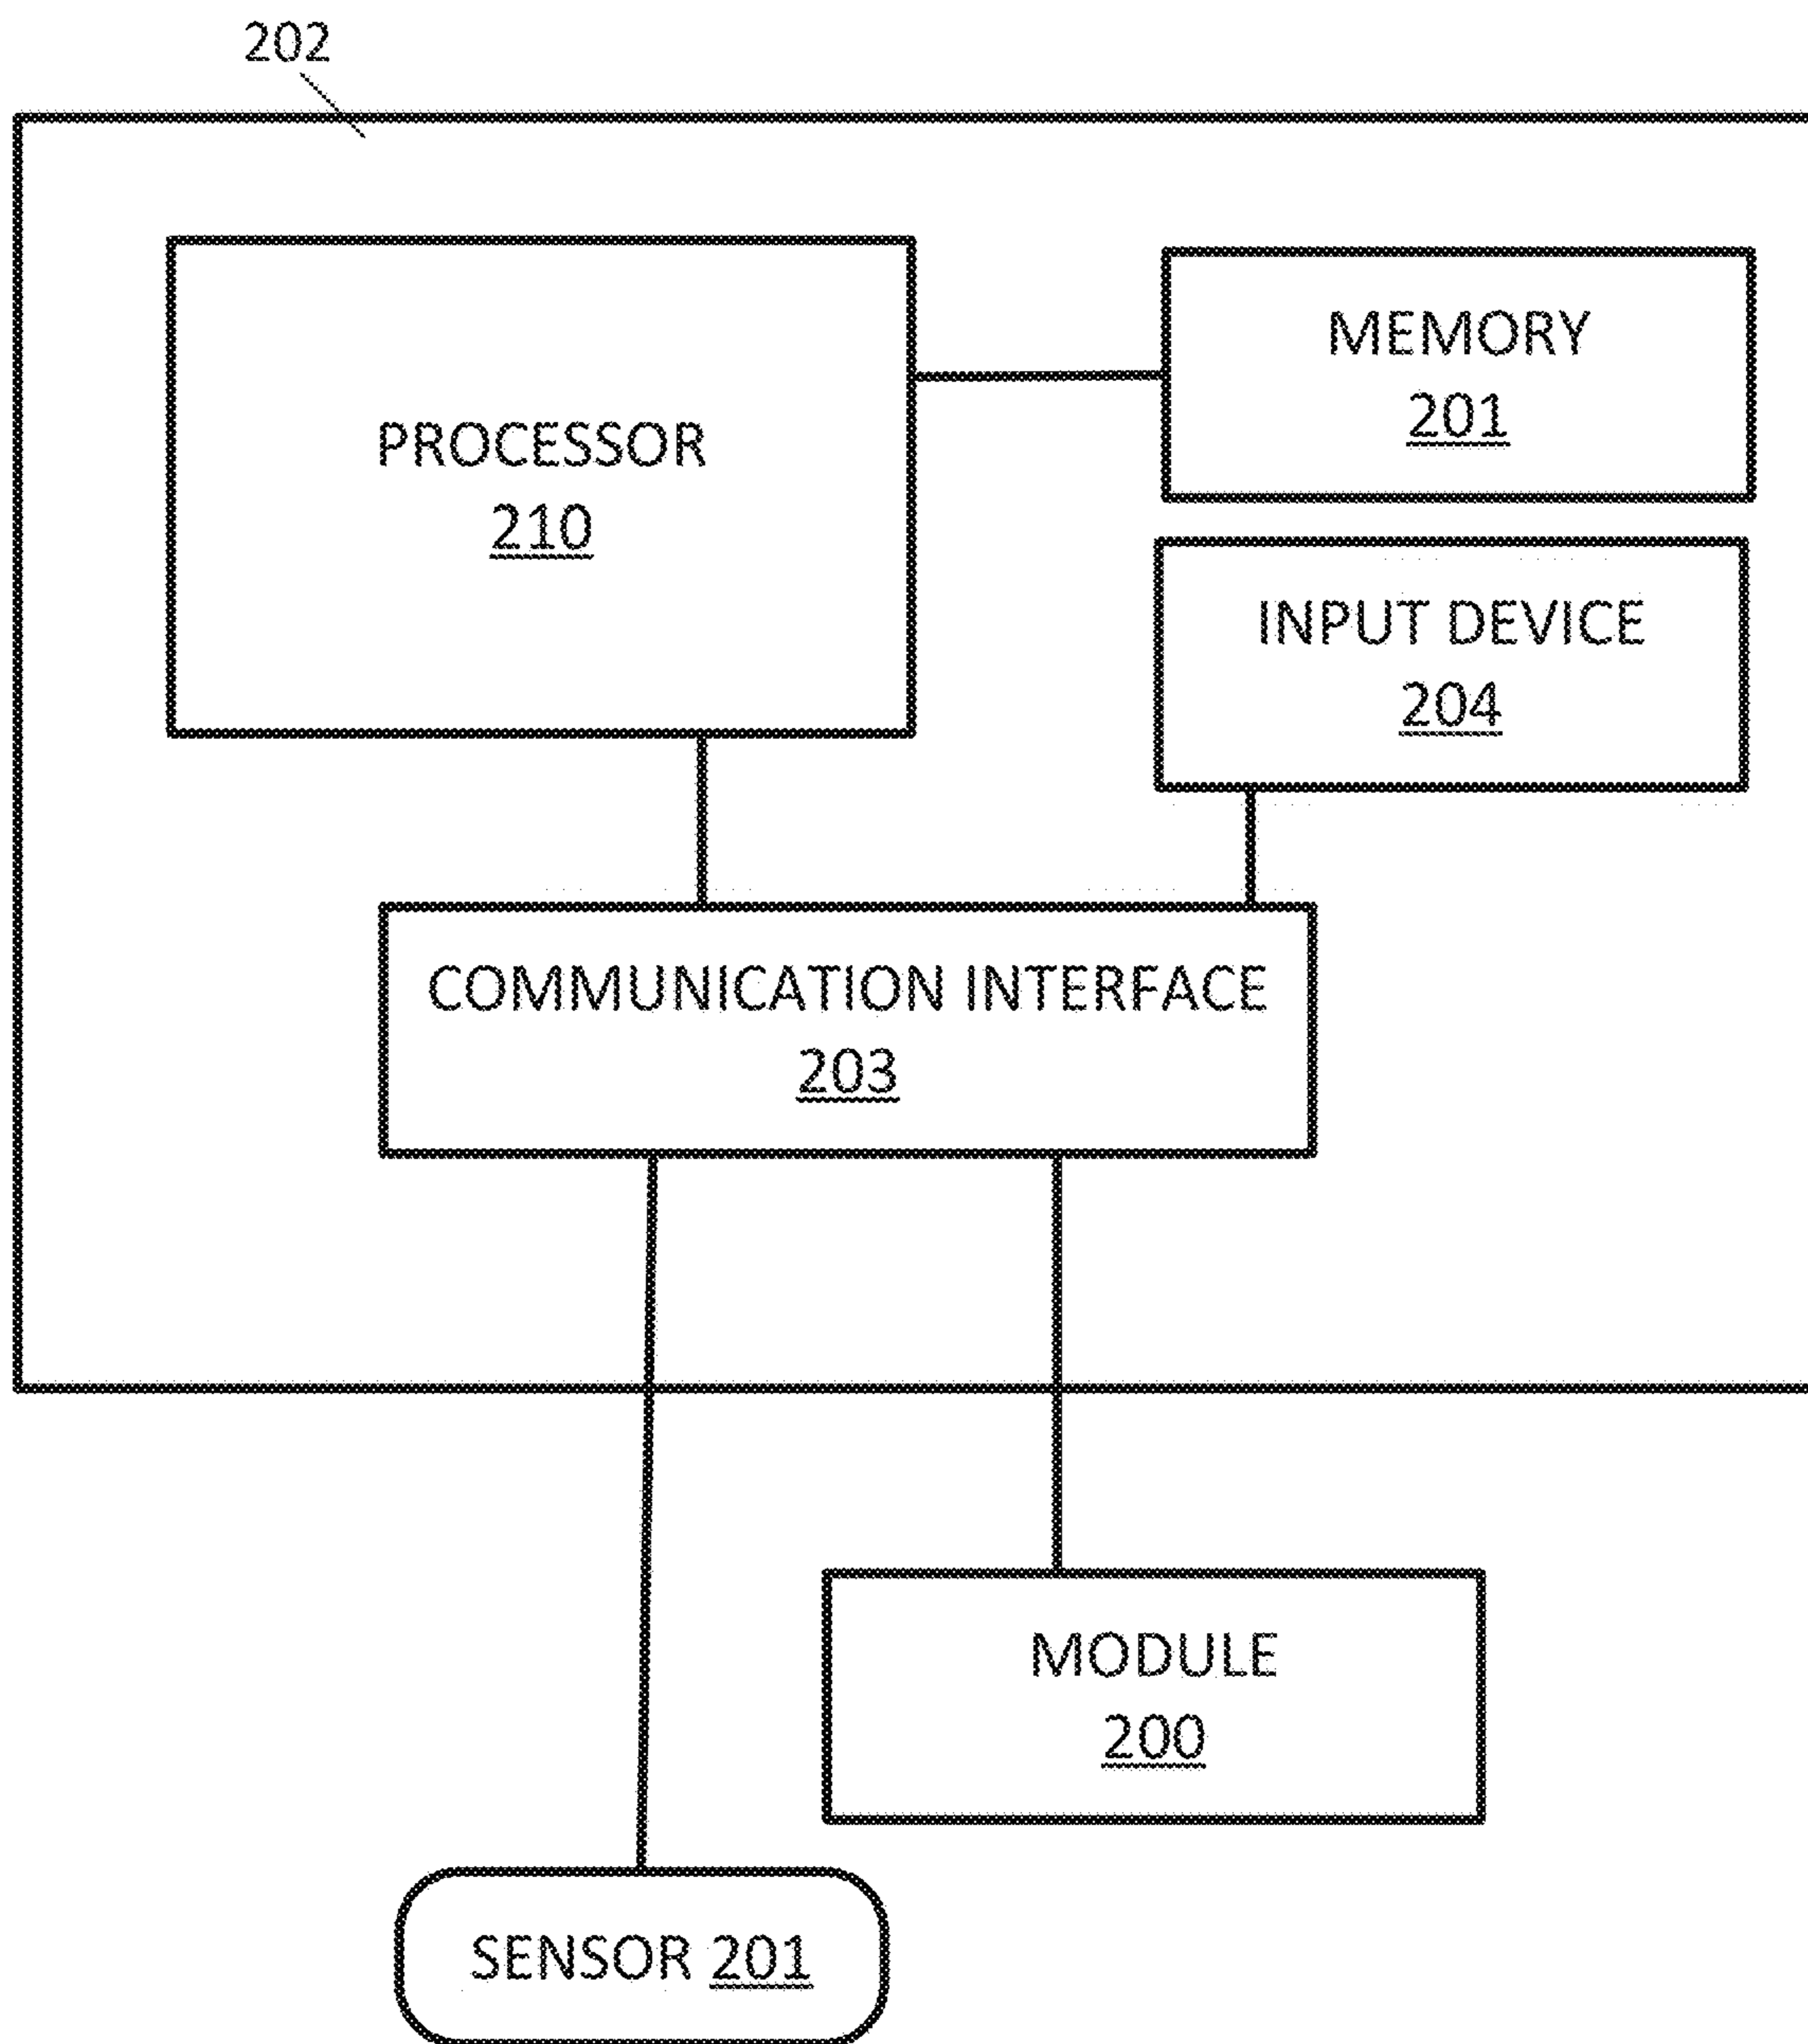 202
PROCESSOR
210
MEMORY
201
INPUT DEVICE
204
COMMUNICATION INTERFACE
203
MODULE
200
SENSOR 201